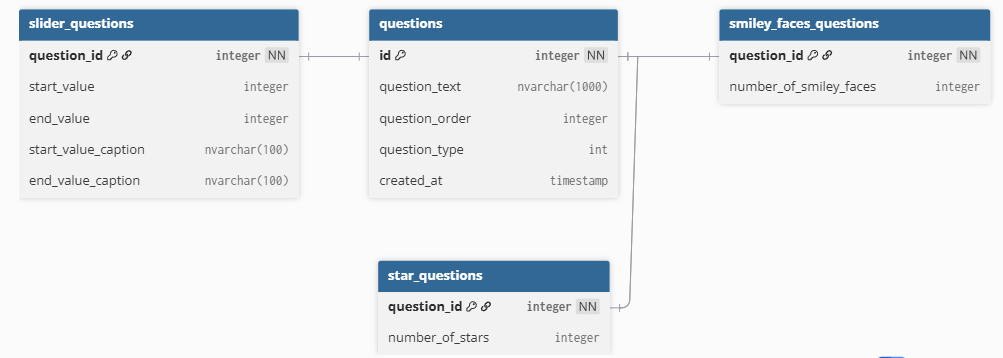 slider_questions
question_id integer NN
start_value integer
end_value integer
start_value_caption nvarchar(100)
end_value_caption nvarchar(100)
questions
id integer NN
question_text nvarchar(1000)
question_order integer
question_type int
created_at timestamp
smiley_faces_questions
question_id integer NN
number_of_smiley_faces integer
star_questions
question_id integer NN
number_of_stars integer